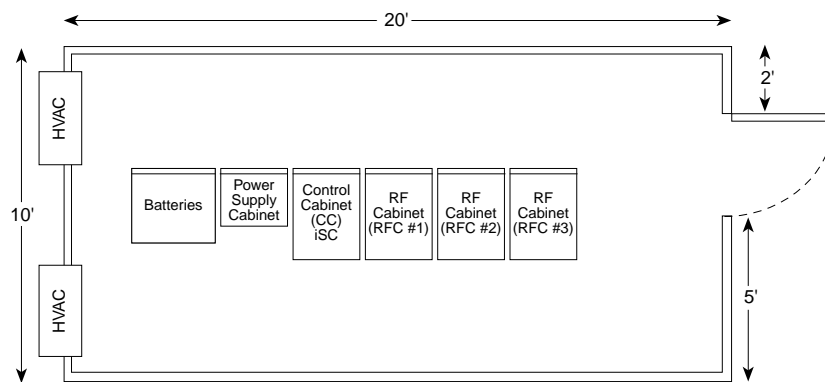 20'
2'
HVAC
Batteries
Power
Supply
Cabinet
Control
Cabinet
(CC)
iSC
RF
Cabinet
(RFC #1)
RF
Cabinet
(RFC #2)
RF
Cabinet
(RFC #3)
10'
HVAC
5'